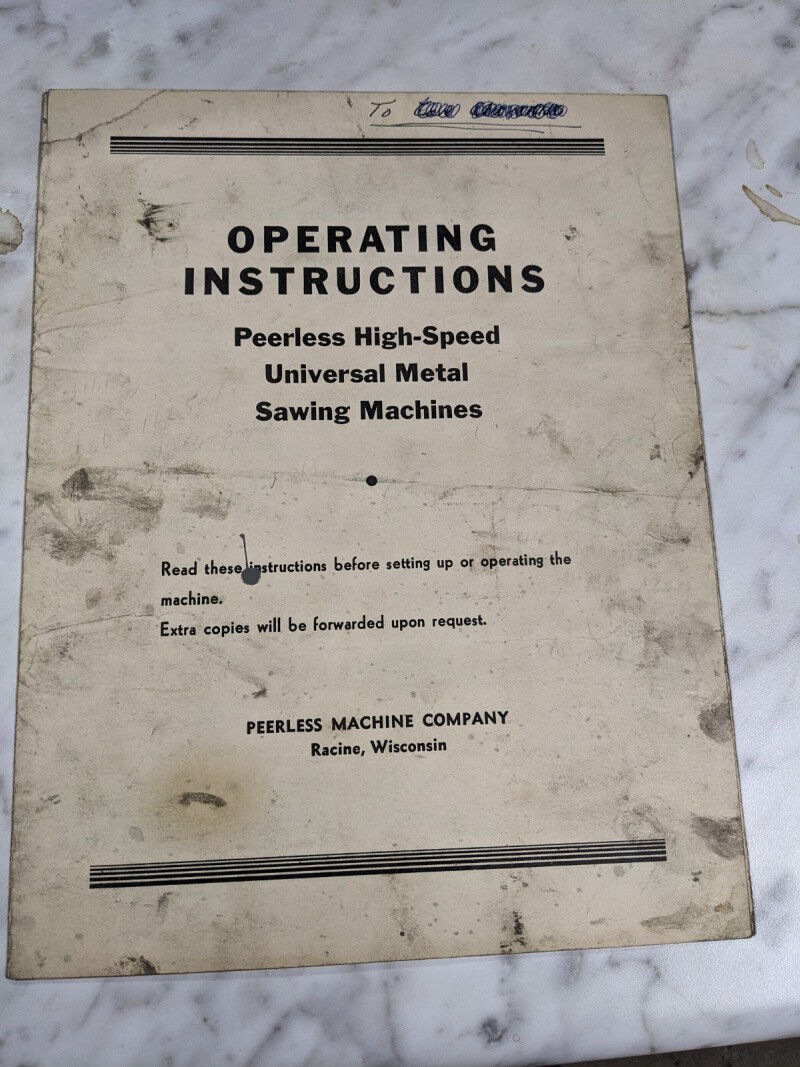 To
OPERATING
INSTRUCTIONS
Peerless High-Speed
Universal Metal
Sawing Machines
Read these instructions before setting up or operating the
machine.
Extra copies will be forwarded upon request.
PEERLESS MACHINE COMPANY
Racine, Wisconsin